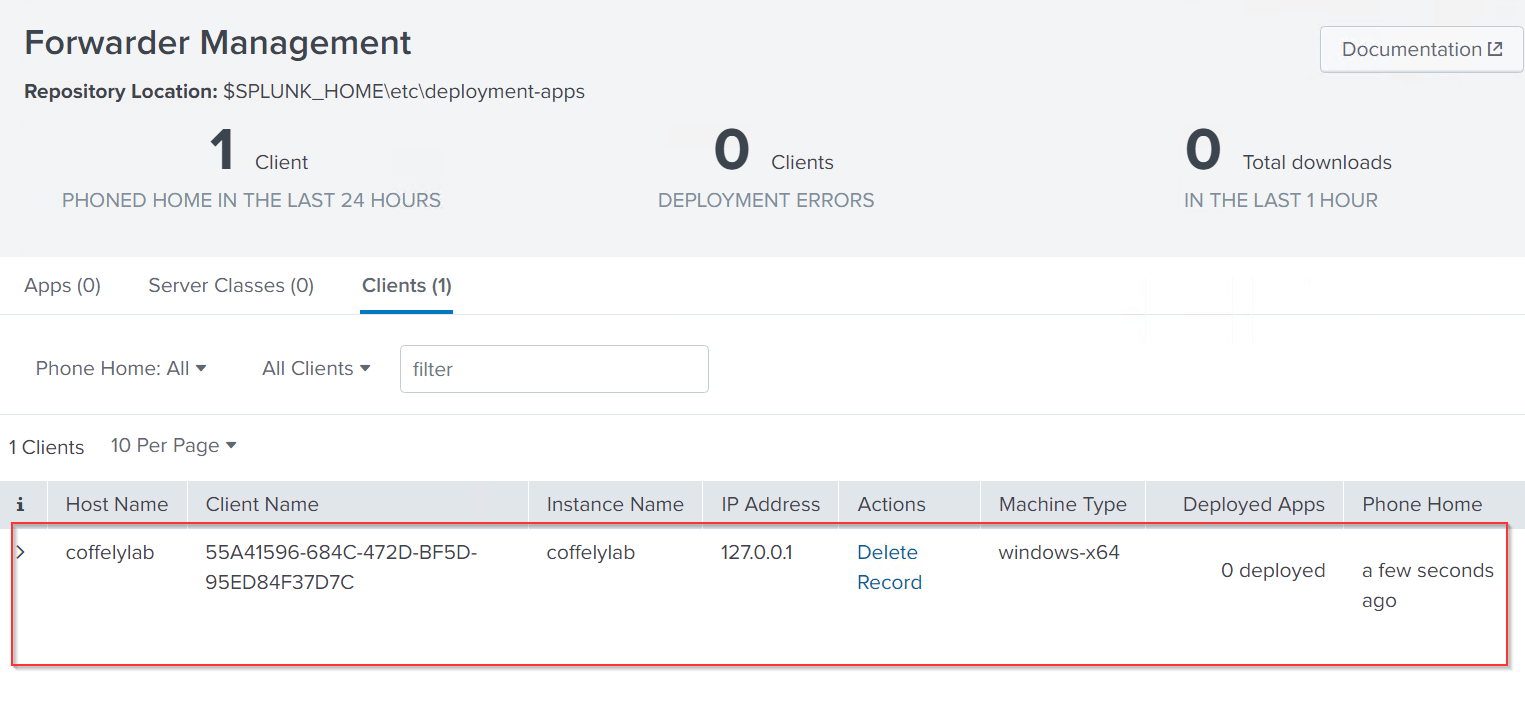 Forwarder Management
Documentation
Repository Location: $SPLUNK_HOME\etc\deployment-apps
1 Client
PHONED HOME IN THE LAST 24 HOURS
0 Clients
DEPLOYMENT ERRORS
0 Total downloads
IN THE LAST 1 HOUR
Apps (0) Server Classes (0) Clients (1)
Phone Home: All All Clients filter
1 Clients 10 Per Page
i Host Name Client Name Instance Name IP Address Actions Machine Type Deployed Apps Phone Home
coffelylab 55A41596-684C-472D-BF5D- coffelylab 127.0.0.1 Delete windows-x64
0 deployed a few seconds
95ED84F37D7C Record
ago